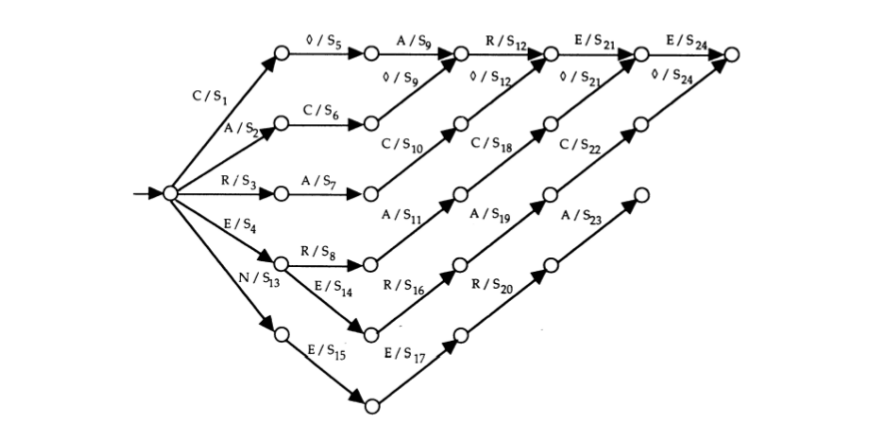 ◊ / S₅
A / S₉
R / S₁₂
E / S₂₁
E / S₂₄
C / S₁
◊ / S₉
◊ / S₁₂
◊ / S₂₁
◊ / S₂₄
A / S₂
C / S₆
C / S₁₀
C / S₁₈
C / S₂₂
R / S₃
A / S₇
A / S₁₁
A / S₁₉
A / S₂₃
E / S₄
R / S₈
N / S₁₃
E / S₁₄
R / S₁₆
R / S₂₀
E / S₁₅
E / S₁₇